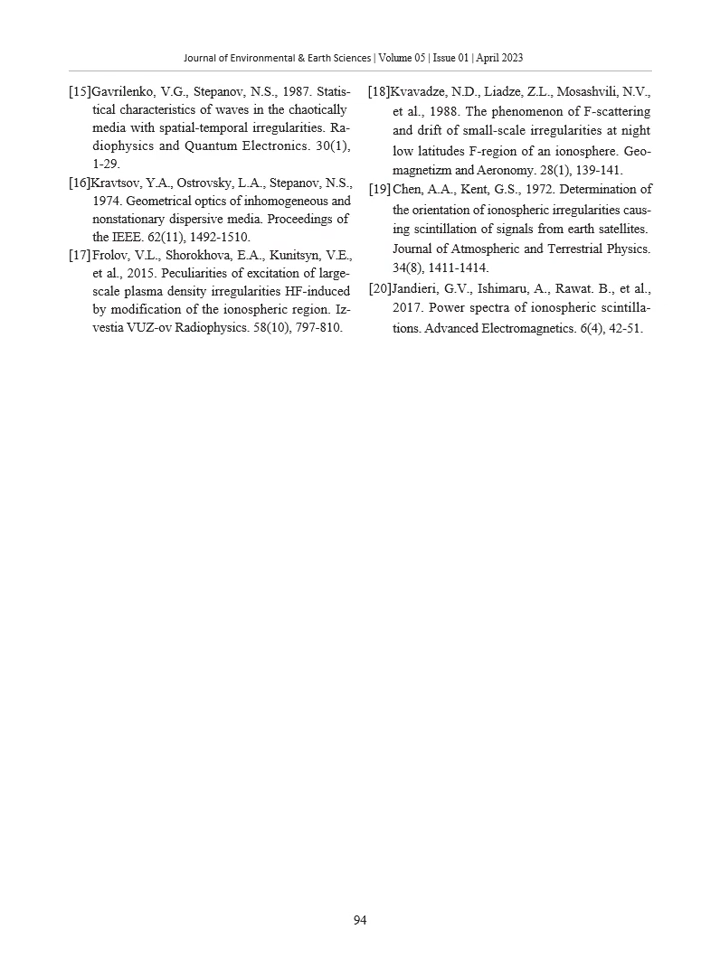 Journal of Environmental & Earth Sciences | Volume 05 | Issue 01 | April 2023
[15]Gavrilenko, V.G., Stepanov, N.S., 1987. Statis-
tical characteristics of waves in the chaotically
media with spatial-temporal irregularities. Ra-
diophysics and Quantum Electronics. 30(1),
1-29.
[16]Kravtsov, Y.A., Ostrovsky, L.A., Stepanov, N.S.,
1974. Geometrical optics of inhomogeneous and
nonstationary dispersive media. Proceedings of
the IEEE. 62(11), 1492-1510.
[17]Frolov, V.L., Shorokhova, E.A., Kunitsyn, V.E.,
et al., 2015. Peculiarities of excitation of large-
scale plasma density irregularities HF-induced
by modification of the ionospheric region. Iz-
vestia VUZ-ov Radiophysics. 58(10), 797-810.
[18]Kvavadze, N.D., Liadze, Z.L., Mosashvili, N.V.,
et al., 1988. The phenomenon of F-scattering
and drift of small-scale irregularities at night
low latitudes F-region of an ionosphere. Geo-
magnetizm and Aeronomy. 28(1), 139-141.
[19]Chen, A.A., Kent, G.S., 1972. Determination of
the orientation of ionospheric irregularities caus-
ing scintillation of signals from earth satellites.
Journal of Atmospheric and Terrestrial Physics.
34(8), 1411-1414.
[20]Jandieri, G.V., Ishimaru, A., Rawat. B., et al.,
2017. Power spectra of ionospheric scintilla-
tions. Advanced Electromagnetics. 6(4), 42-51.
94